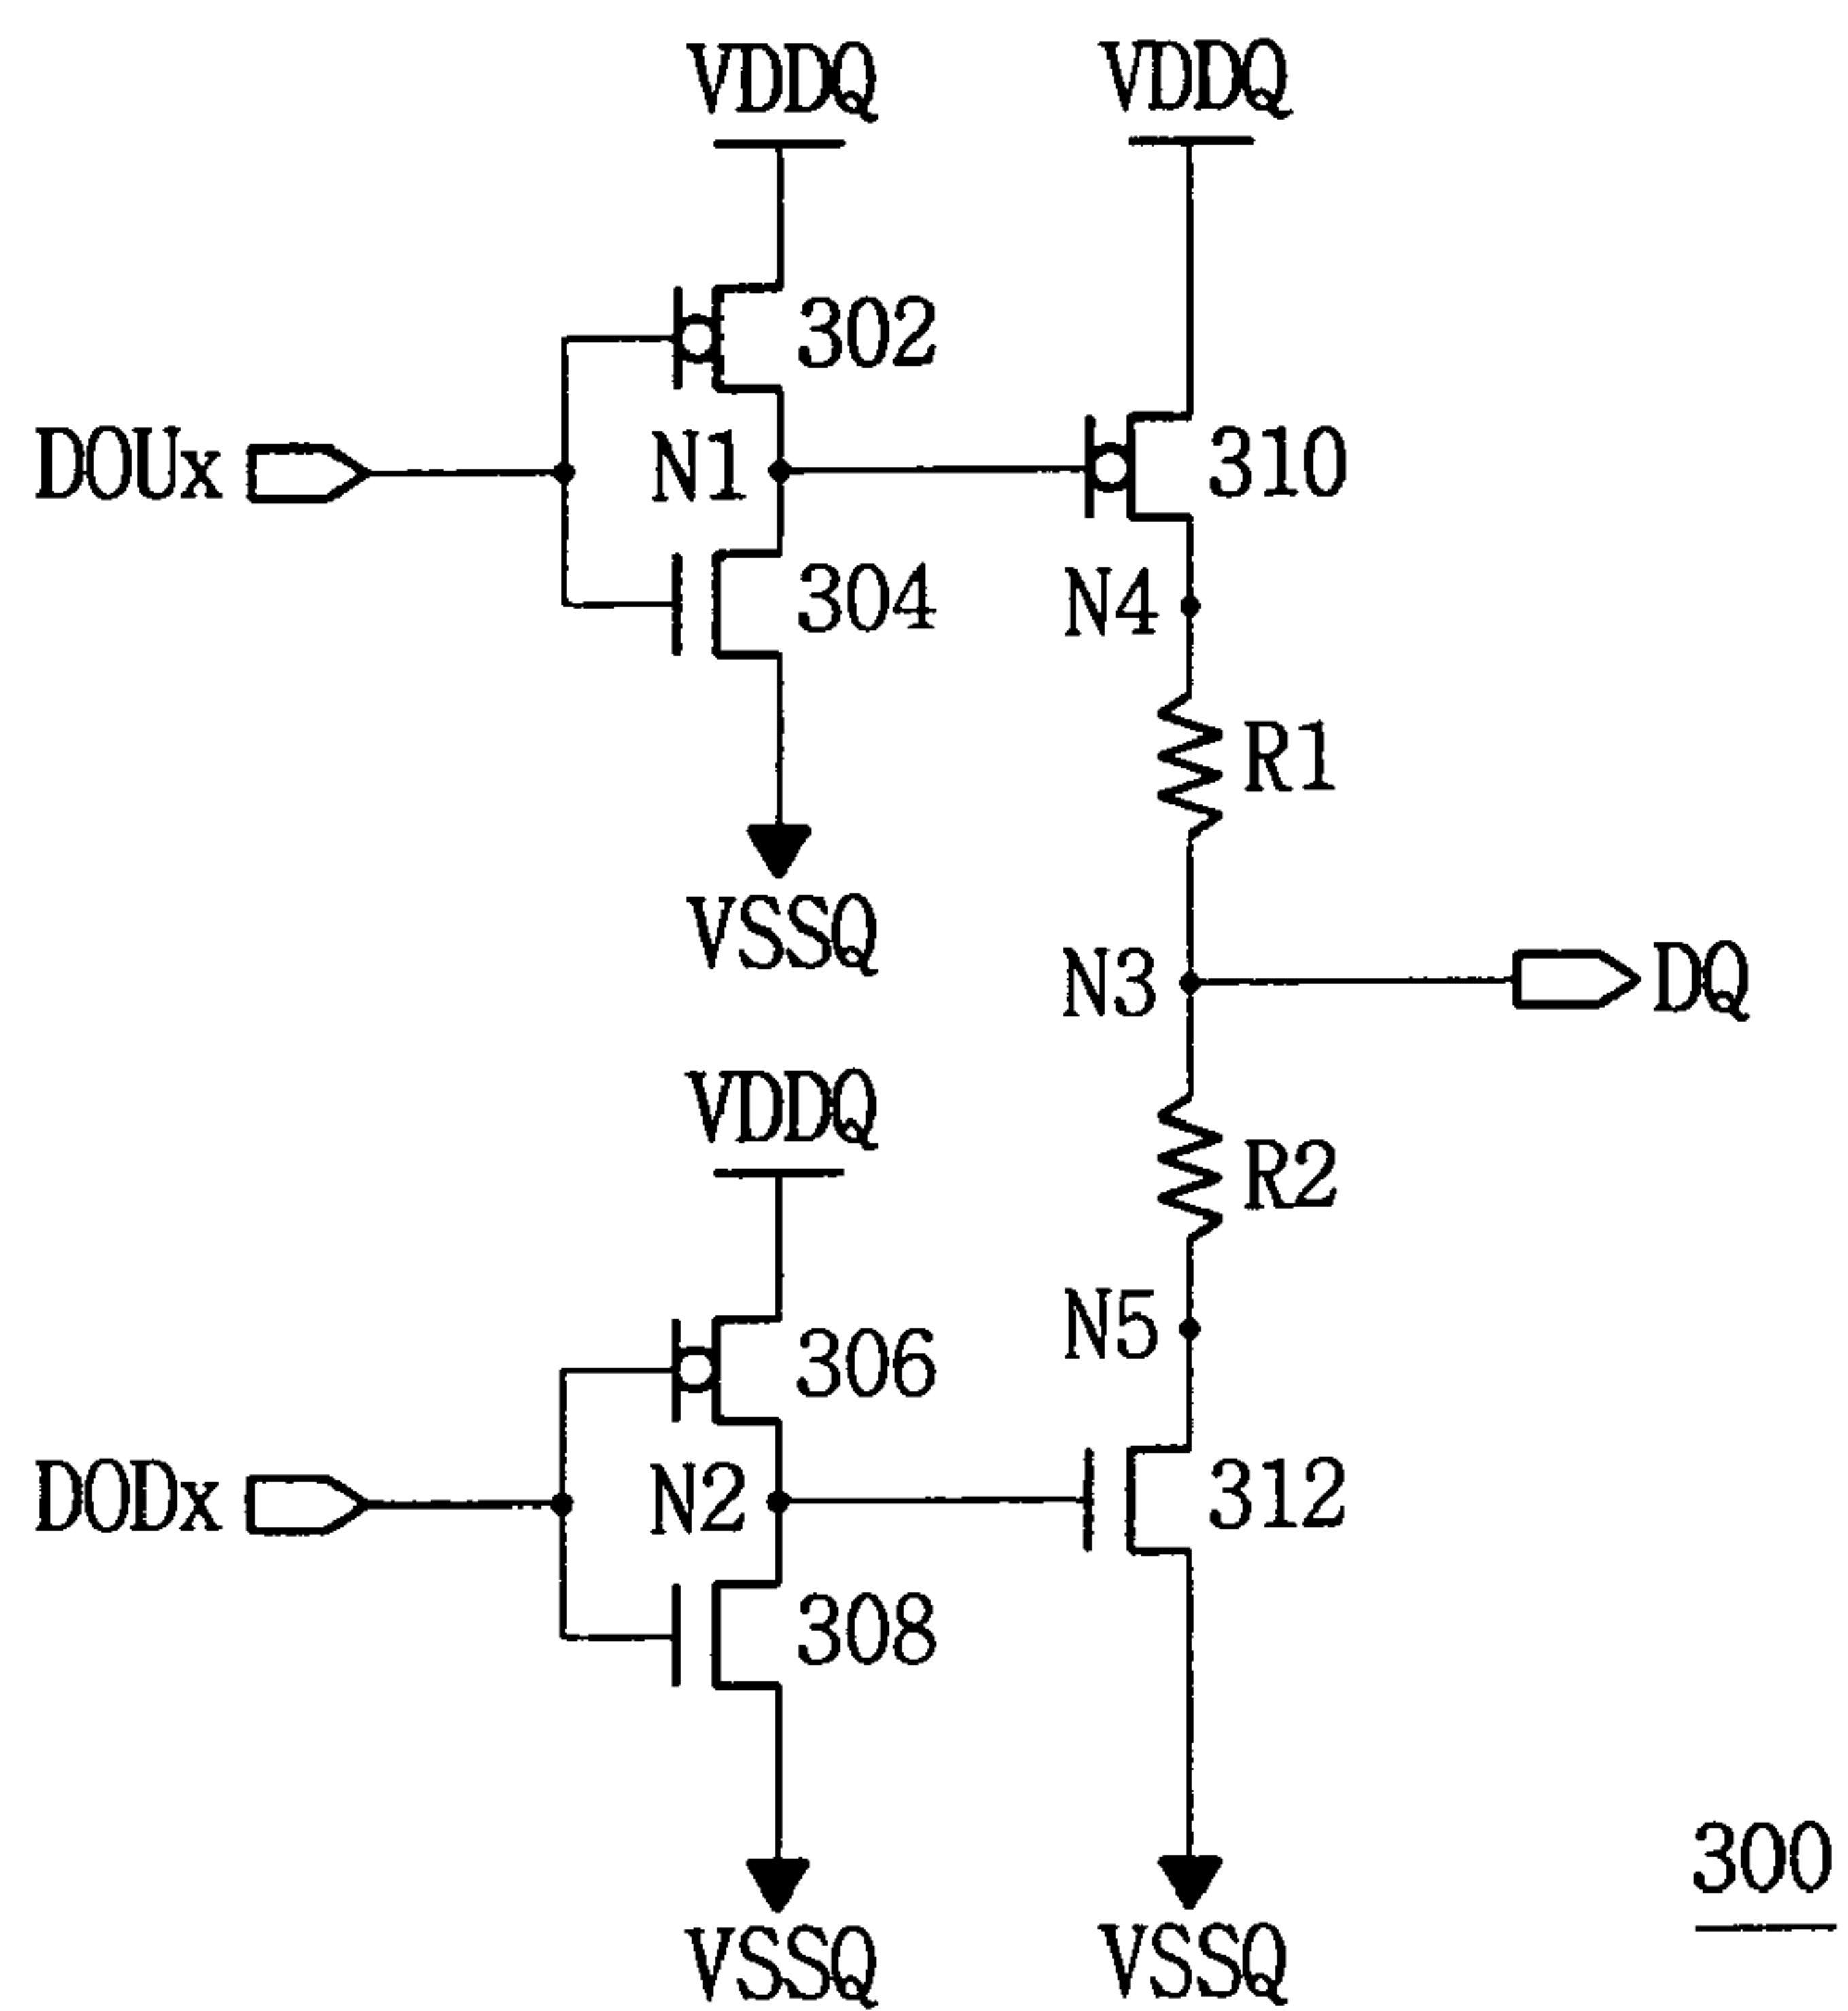 VDDQ
VDDQ
302
DOUx
N1
310
304
N4
R1
VSSQ
N3
DQ
VDDQ
R2
N5
306
DODx
N2
312
308
300
VSSQ
VSSQ